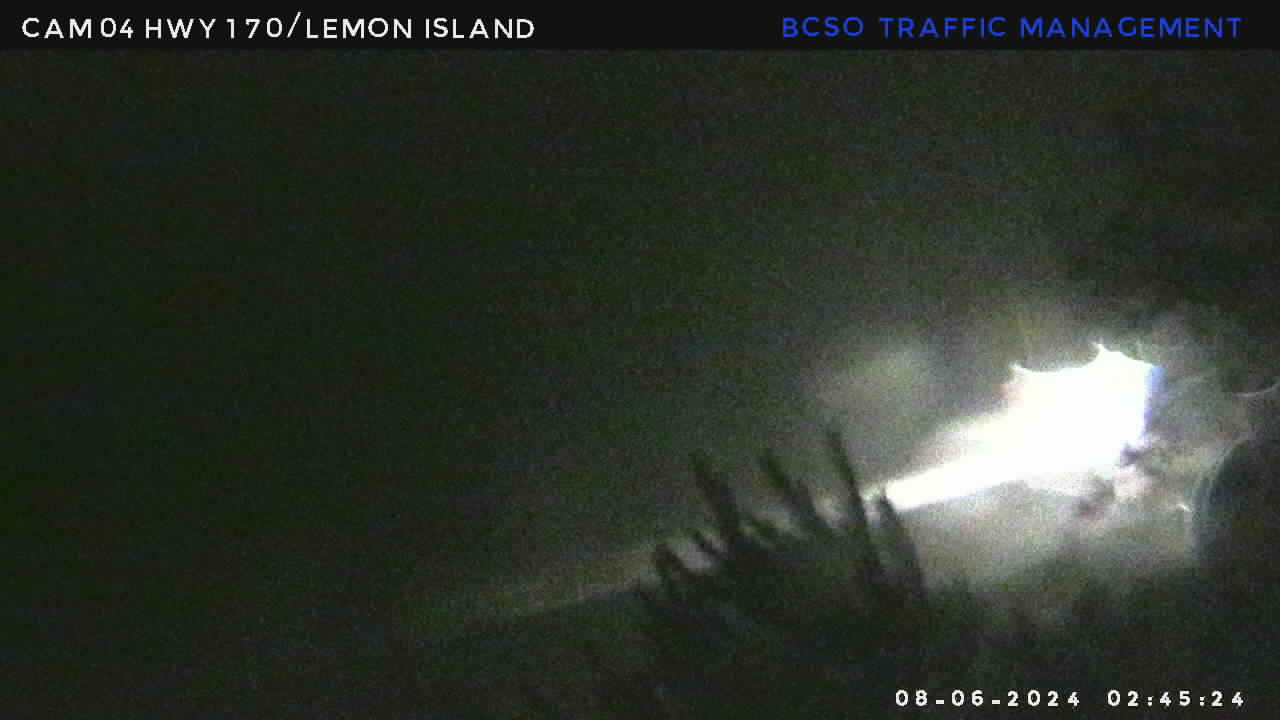 CAM04 HWY 170/LEMON ISLAND
BCSO TRAFFIC MANAGEMENT
08-06-2024 02:45:24